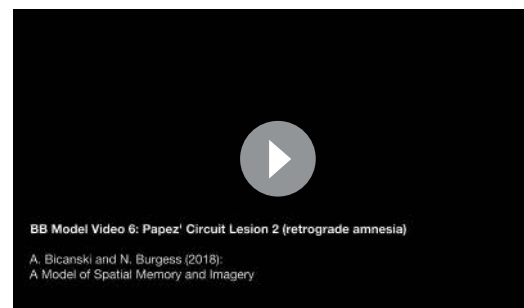 BB Model Video 6: Papez' Circuit Lesion 2 (retrograde amnesia)
A. Bicanski and N. Burgess (2018):
A Model of Spatial Memory and Imagery